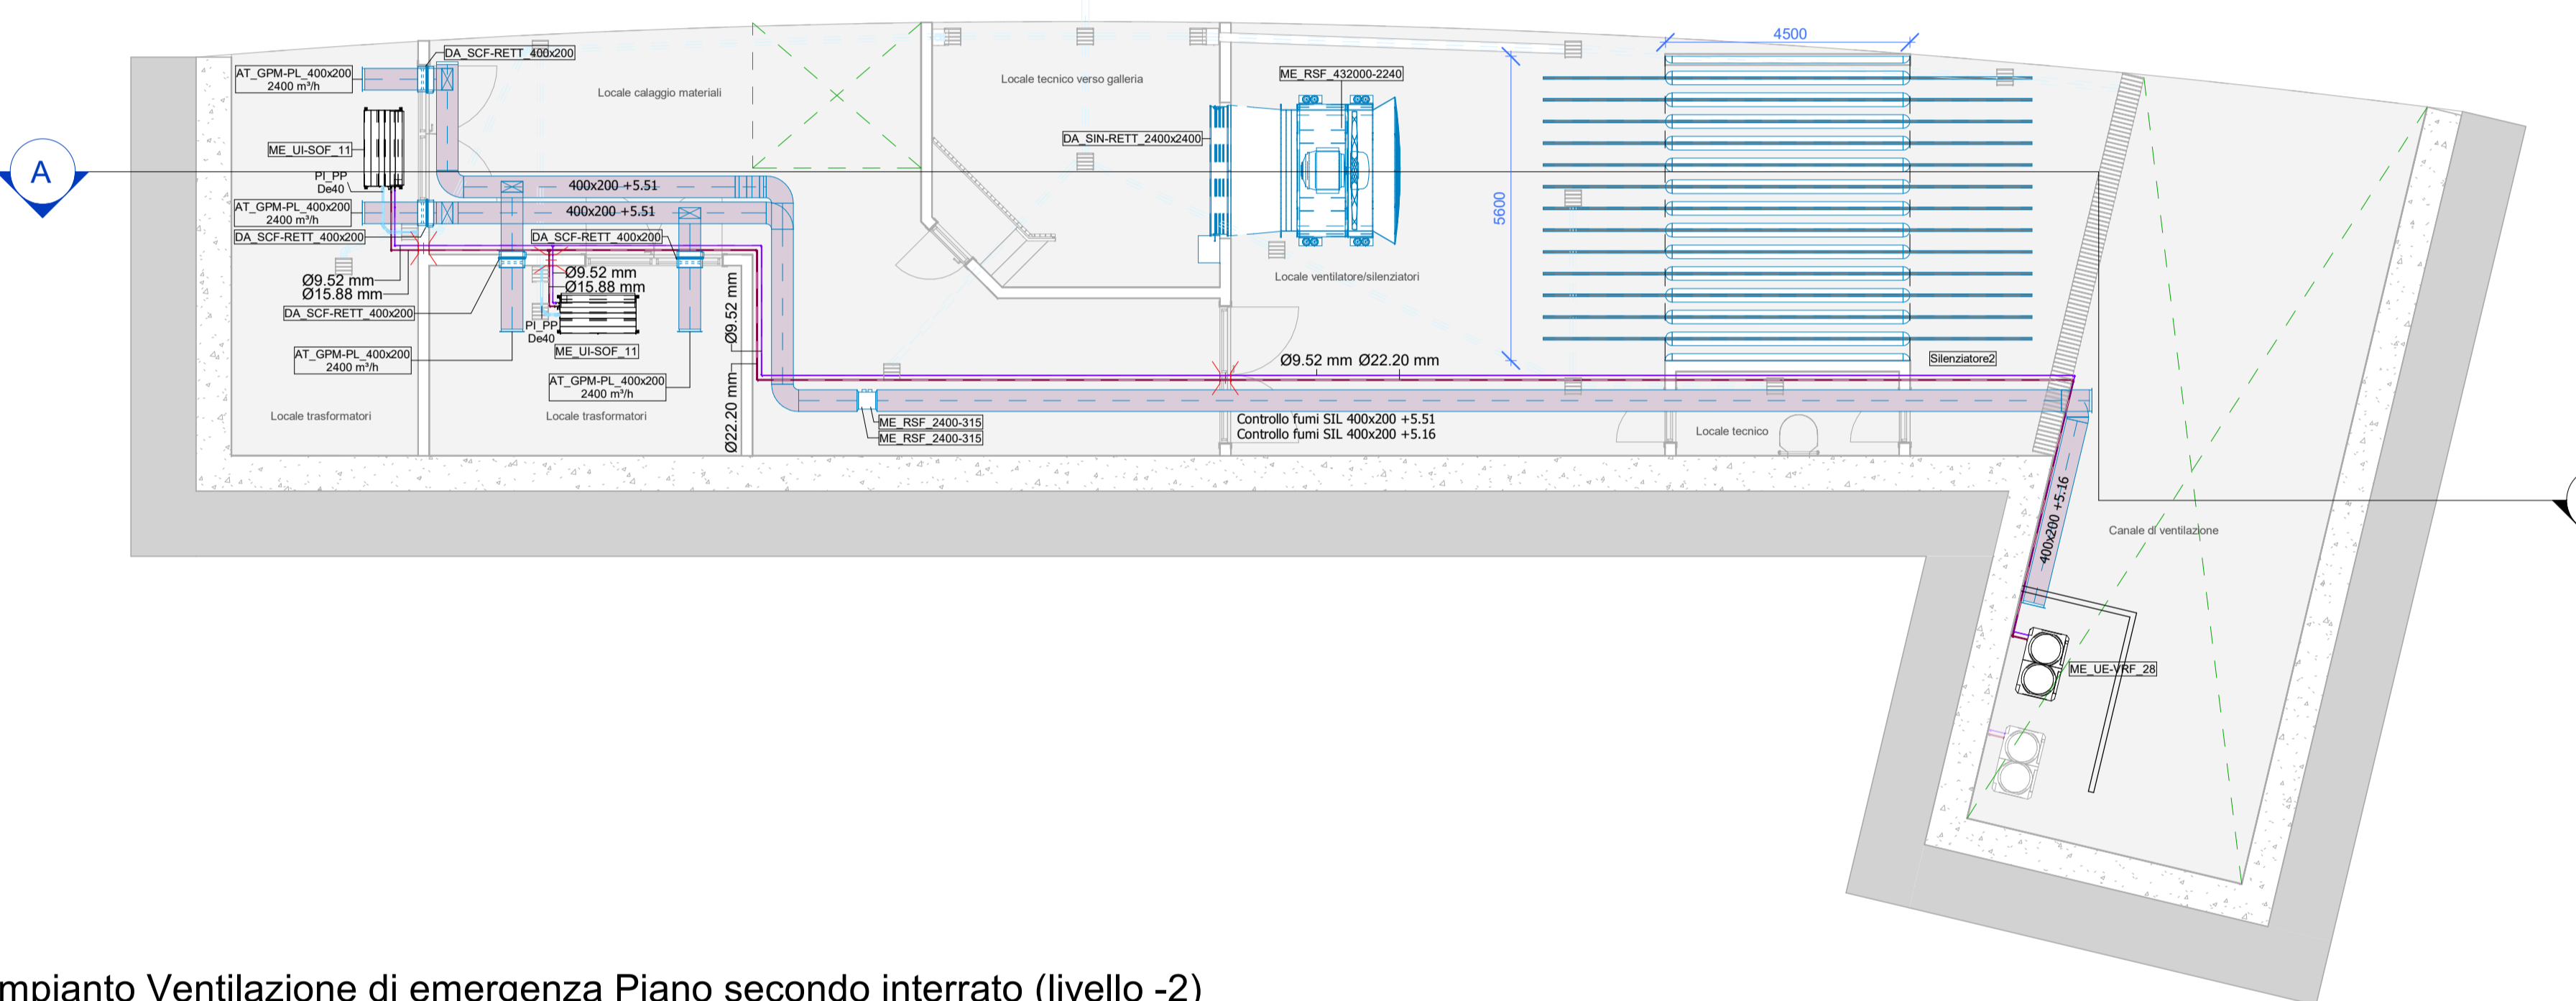 4500
DA_SCF-RETT_400x200
AT_GPM-PL_400x200
2400 m³/h
Locale calaggio materiali
Locale tecnico verso galleria
ME_RSF_432000-2240
DA_SIN-RETT_2400x2400
ME_UI-SOF_11
A
PI_PP
De40
400x200 +5.51
5600
AT_GPM-PL_400x200
2400 m³/h
400x200 +5.51
DA_SCF-RETT_400x200
DA_SCF-RETT_400x200
Ø9.52 mm
Ø15.88 mm
Ø9.52 mm
Ø15.88 mm
Locale ventilatore/silenziatori
DA_SCF-RETT_400x200
Ø9.52 mm
PI_PP
De40
ME_UI-SOF_11
AT_GPM-PL_400x200
2400 m³/h
Ø9.52 mm Ø22.20 mm
Silenziatore2
AT_GPM-PL_400x200
2400 m³/h
Ø22.20 mm
Locale trasformatori
Locale trasformatori
ME_RSF_2400-315
ME_RSF_2400-315
Controllo fumi SIL 400x200 +5.51
Controllo fumi SIL 400x200 +5.16
Locale tecnico
400x200 +5.16
Canale di ventilazione
ME_UE-VRF_28
mpianto Ventilazione di emergenza Piano secondo interrato (livello -2)